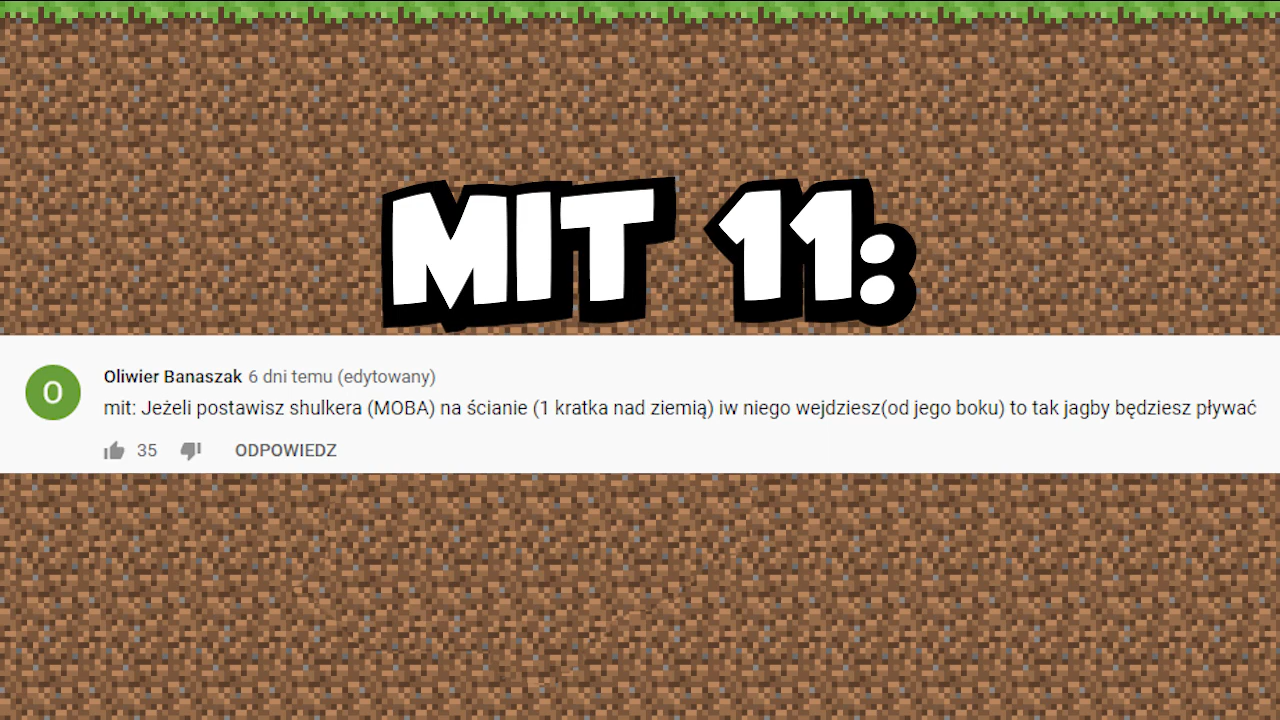 MIT 11:
O
Oliwier Banaszak 6 dni temu (edytowany)
mit: Jeżeli postawisz shulkera (MOBA) na ścianie (1 kratka nad ziemią) iw niego wejdziesz(od jego boku) to tak jagby będziesz pływać
35 ODPOWIEDZ